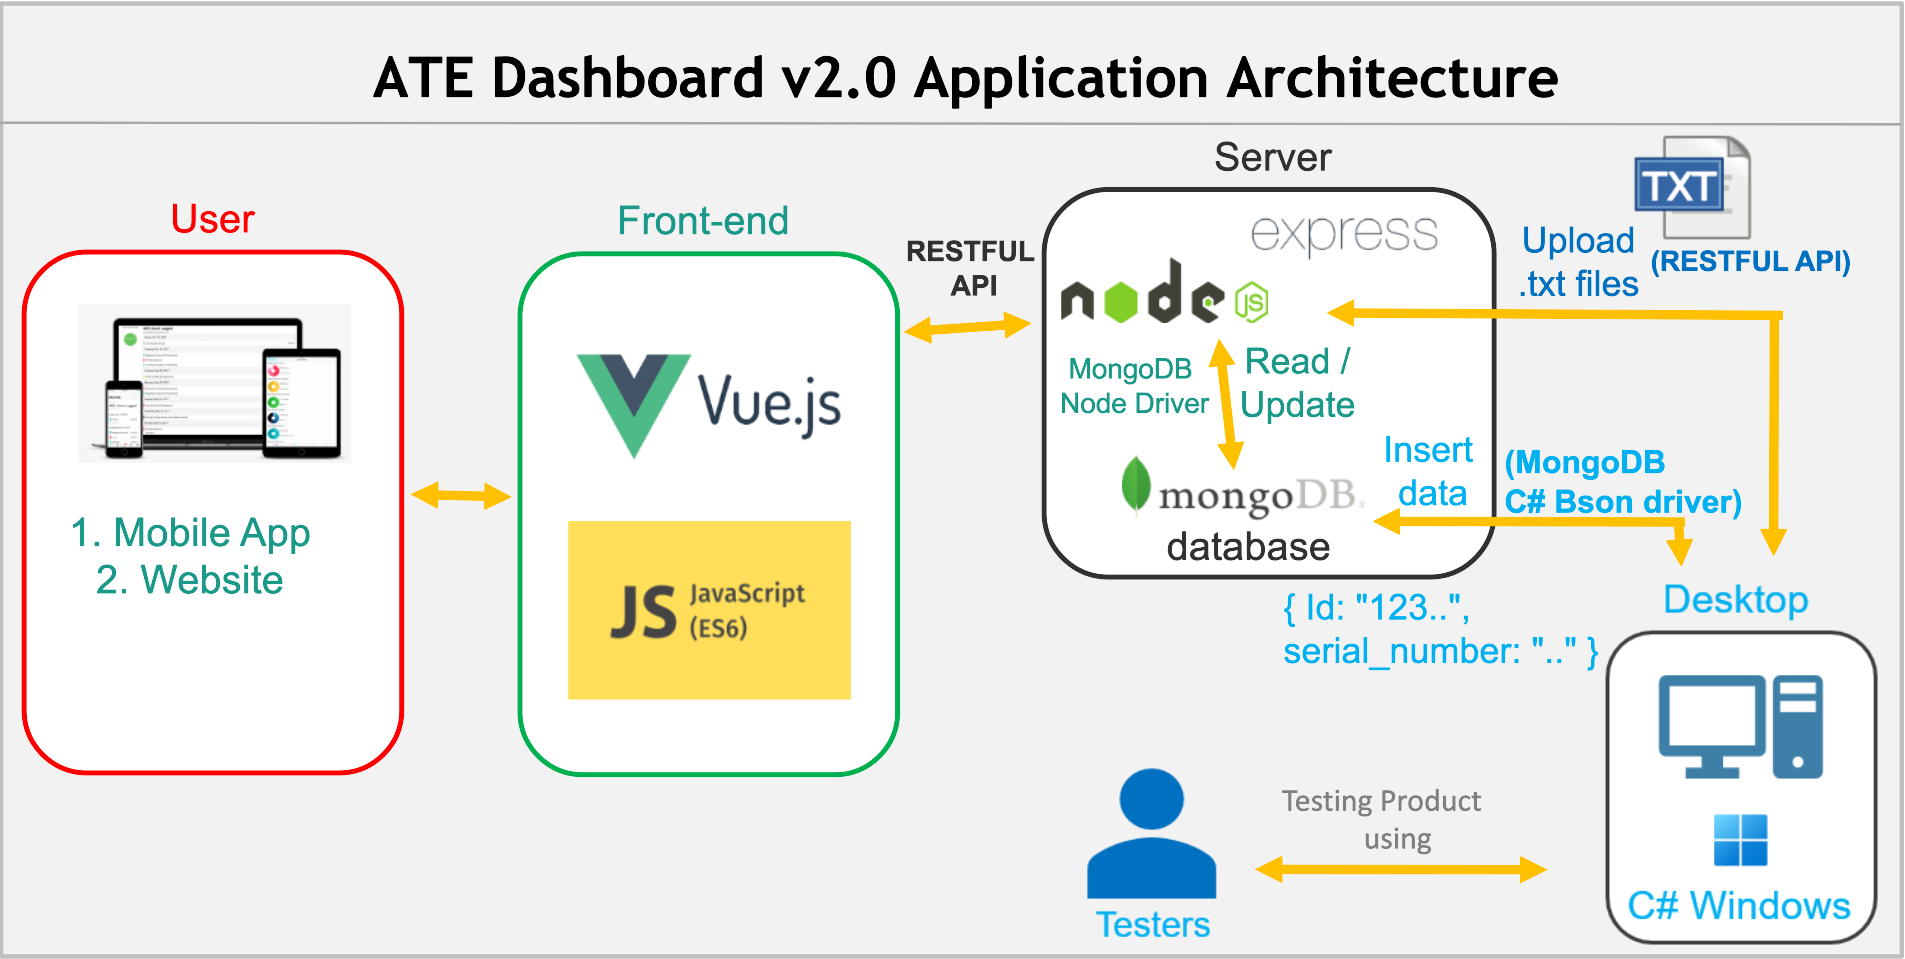 ATE Dashboard v2.0 Application Architecture
User
1. Mobile App
2. Website
Front-end
Vue.js
JS
JavaScript
(ES6)
RESTFUL
API
Server
express
node
JS
MongoDB
Node Driver
Read /
Update
mongoDB
database
Insert
data
(MongoDB
C# Bson driver)
{ Id: "123..",
serial_number: ".." }
TXT
Upload
.txt files
(RESTFUL API)
Desktop
C# Windows
Testing Product
using
Testers